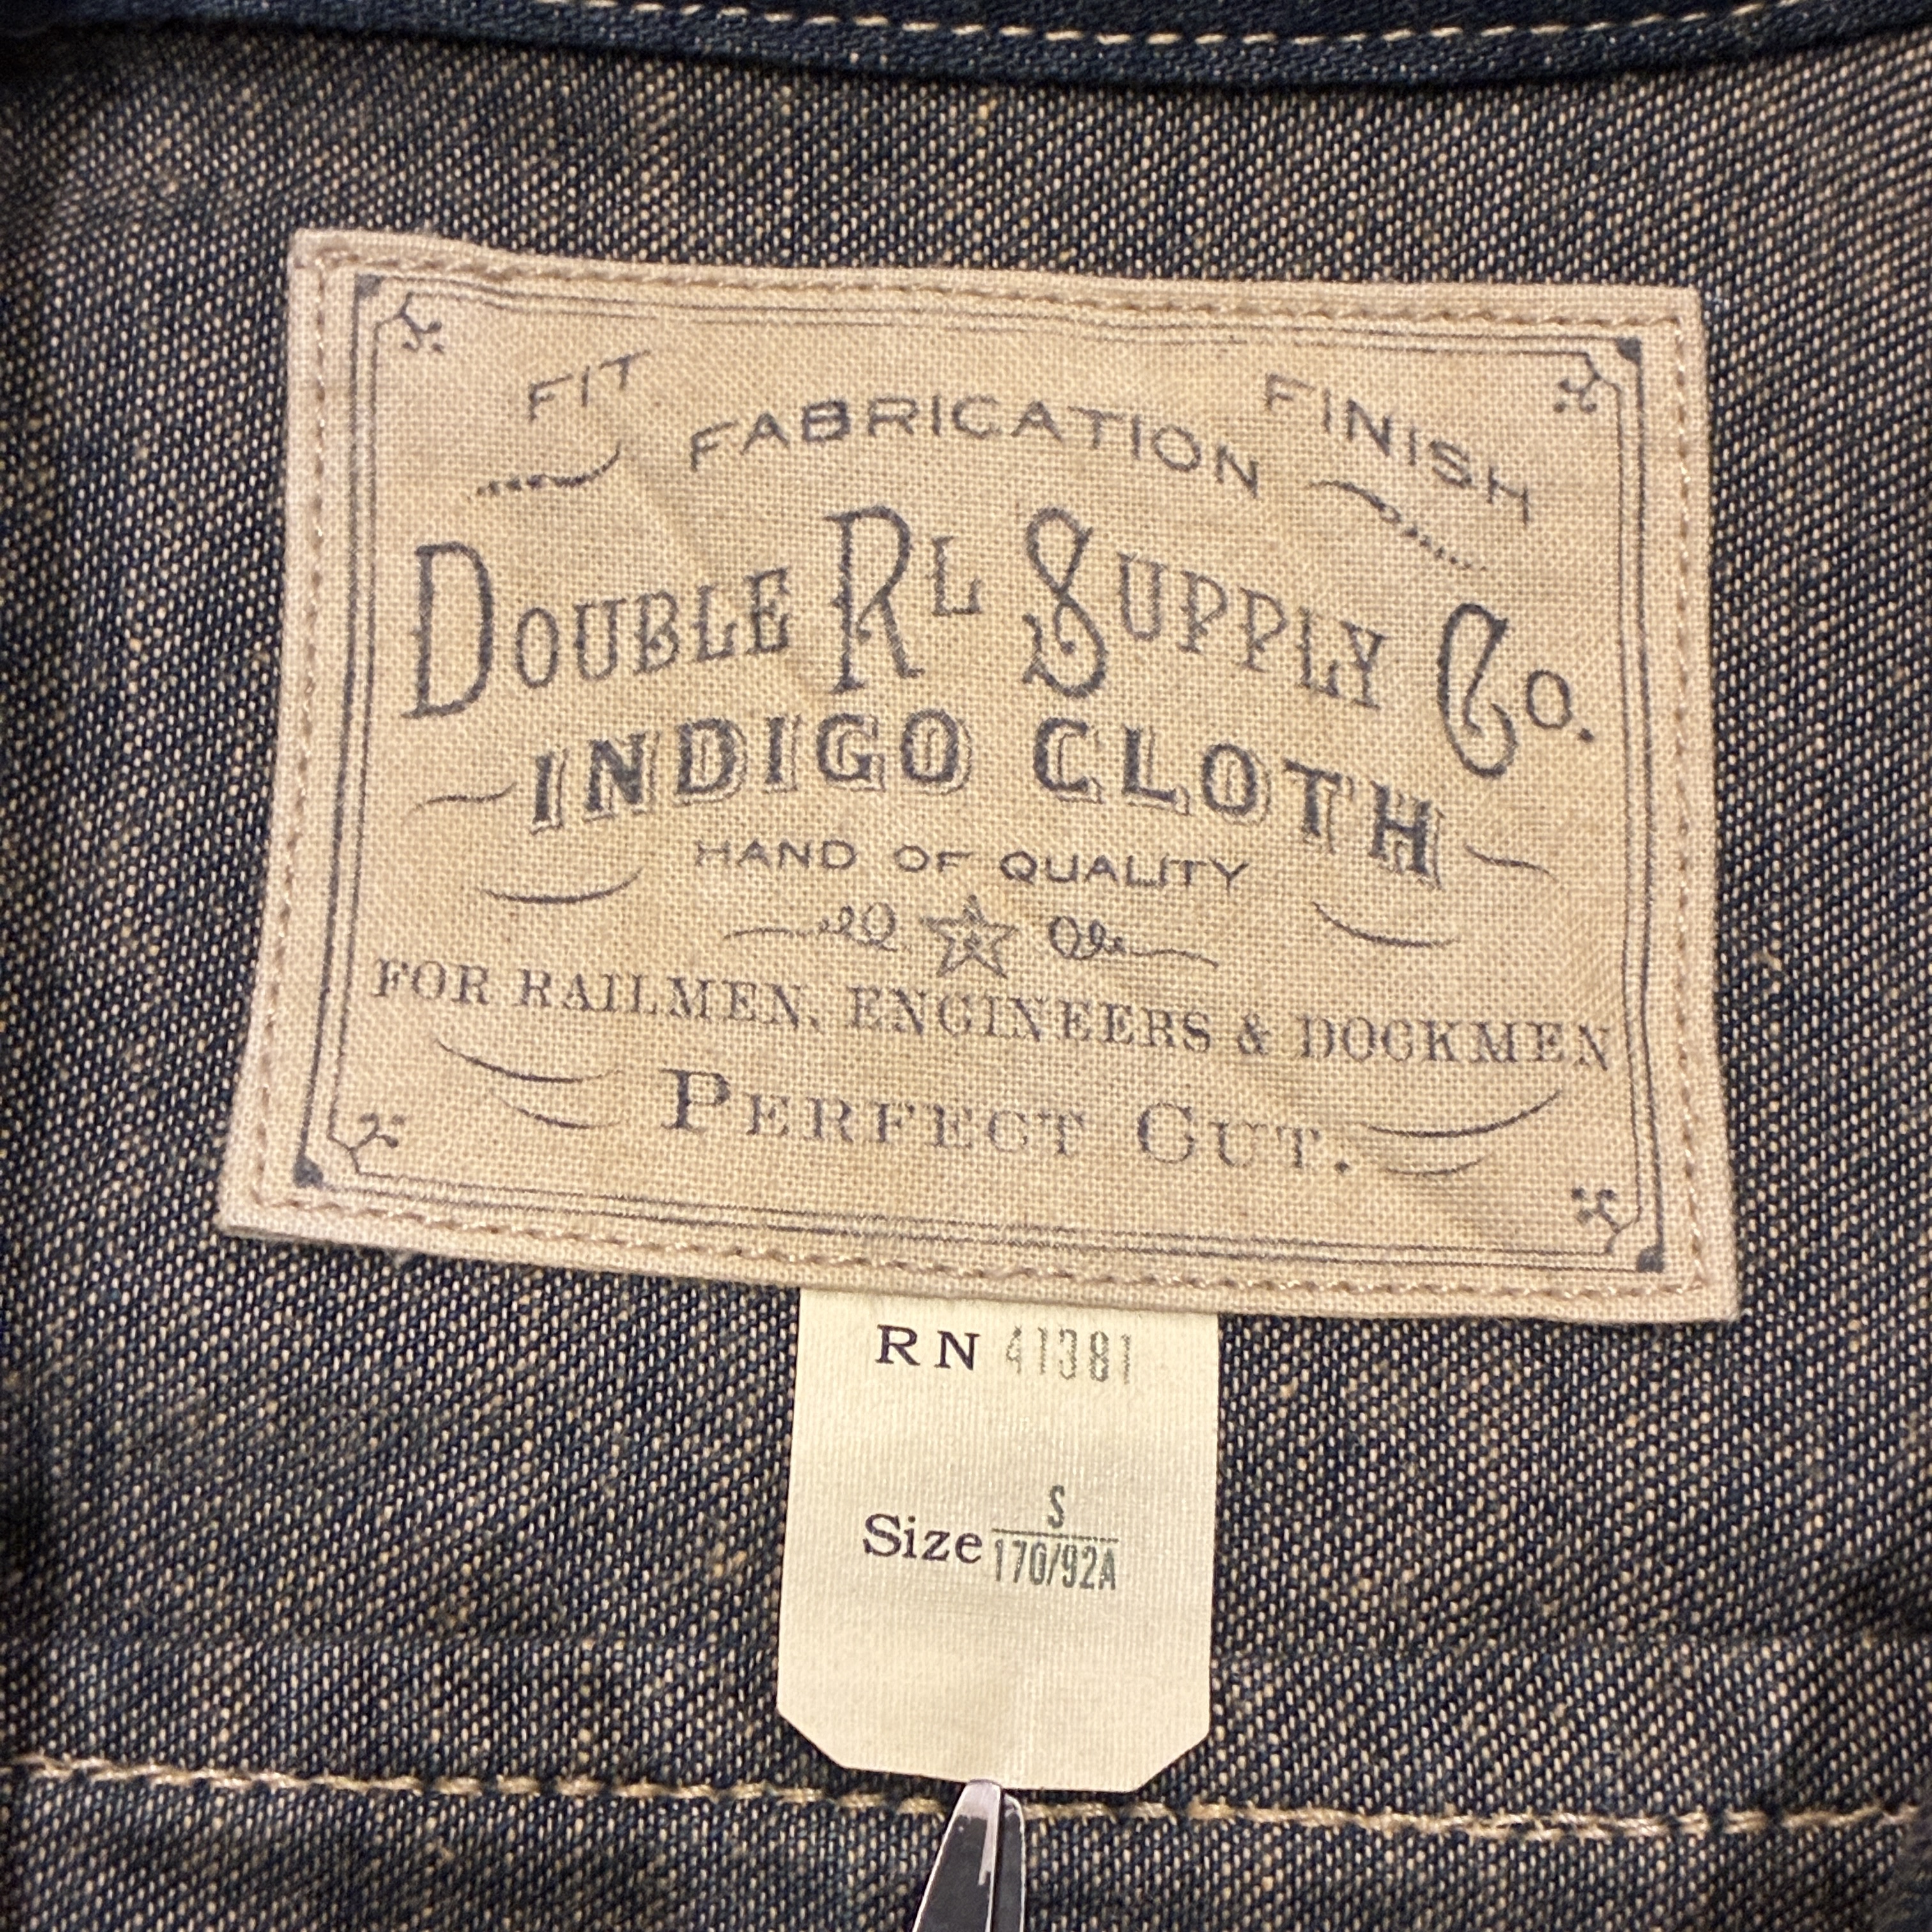 FIT FABRICATION FINISH
DOUBLE RL SUPPLY CO.
INDIGO CLOTH
HAND OF QUALITY
FOR RAILMEN, ENGINEERS & DOCKMEN
PERFECT CUT.
RN 41381
Size S
170/92A